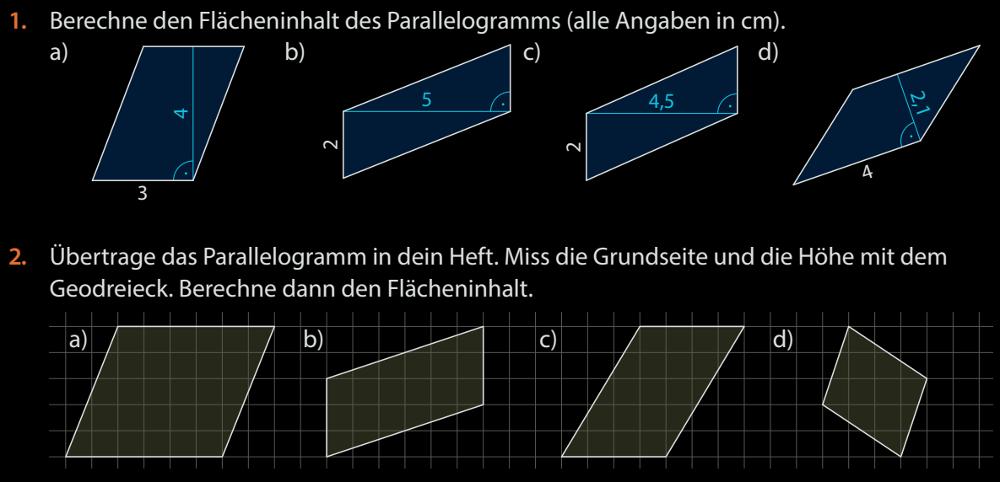 1. Berechne den Flächeninhalt des Parallelogramms (alle Angaben in cm).
a) b) c) d)
4
3
5
2
4,5
2
2,1
4
2. Übertrage das Parallelogramm in dein Heft. Miss die Grundseite und die Höhe mit dem
Geodreieck. Berechne dann den Flächeninhalt.
a) b) c) d)